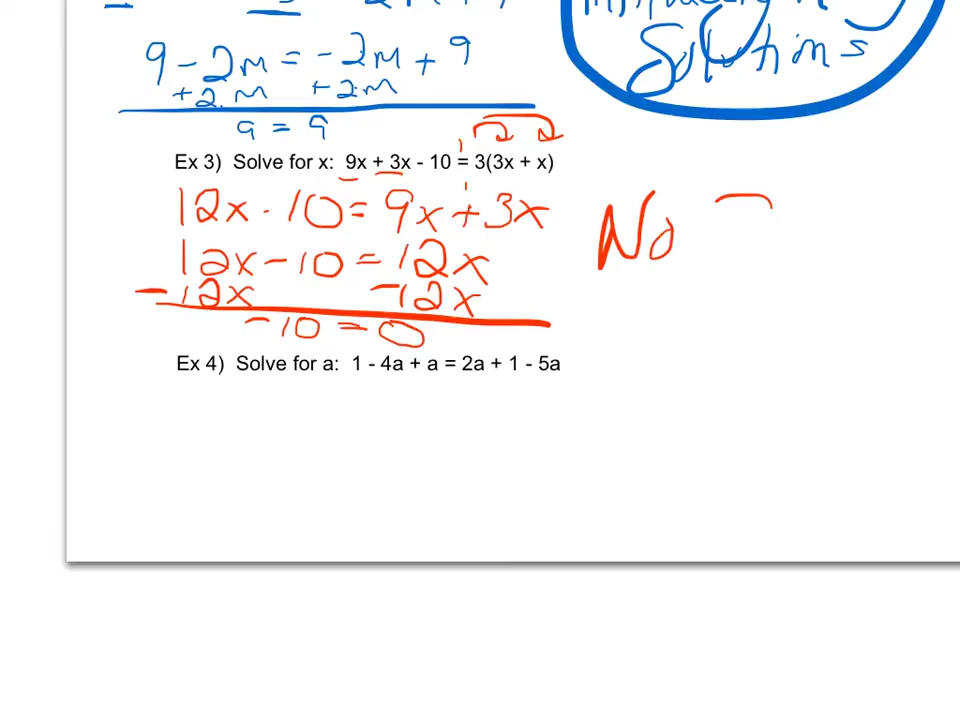 9 - 2m = -2m + 9
+2m +2m
9 = 9
Solutions
Ex 3) Solve for x: 9x + 3x - 10 = 3(3x + x)
12x - 10 = 9x + 3x
No
12x - 10 = 12x
-12x -12x
-10 = 0
Ex 4) Solve for a: 1 - 4a + a = 2a + 1 - 5a